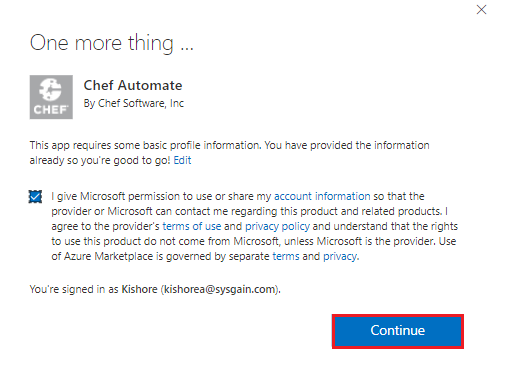 One more thing ...
Chef Automate
By Chef Software, Inc
CHEF
This app requires some basic profile information. You have provided the information
already so you're good to go! Edit
I give Microsoft permission to use or share my account information so that the
provider or Microsoft can contact me regarding this product and related products. I
agree to the provider's terms of use and privacy policy and understand that the rights
to use this product do not come from Microsoft, unless Microsoft is the provider. Use
of Azure Marketplace is governed by separate terms and privacy.
You're signed in as Kishore (kishorea@sysgain.com).
Continue